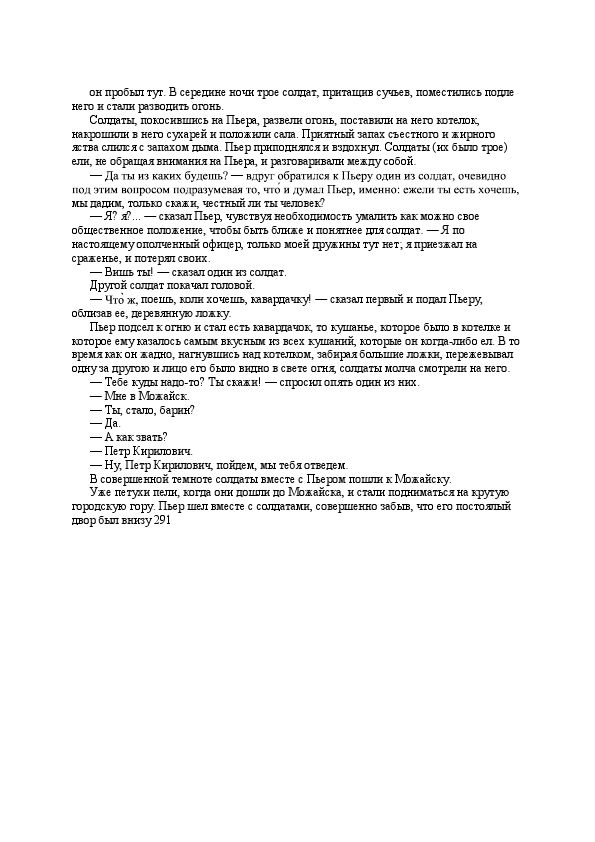 он пробыл тут. В середине ночи трое солдат, притащив сучьев, поместились подле
него и стали разводить огонь.
Солдаты, покосившись на Пьера, развели огонь, поставили на него котелок,
накрошили в него сухарей и положили сала. Приятный запах съестного и жирного
яства слился с запахом дыма. Пьер приподнялся и вздохнул. Солдаты (их было трое)
ели, не обращая внимания на Пьера, и разговаривали между собой.
— Да ты из каких будешь? — вдруг обратился к Пьеру один из солдат, очевидно
под этим вопросом подразумевая то, что́ и думал Пьер, именно: ежели ты есть хочешь,
мы дадим, только скажи, честный ли ты человек?
— Я? я?... — сказал Пьер, чувствуя необходимость умалить как можно свое
общественное положение, чтобы быть ближе и понятнее для солдат. — Я по
настоящему ополченный офицер, только моей дружины тут нет; я приезжал на
сраженье, и потерял своих.
— Вишь ты! — сказал один из солдат.
Другой солдат покачал головой.
— Что́ ж, поешь, коли хочешь, кавардачку! — сказал первый и подал Пьеру,
облизав ее, деревянную ложку.
Пьер подсел к огню и стал есть кавардачок, то кушанье, которое было в котелке и
которое ему казалось самым вкусным из всех кушаний, которые он когда-либо ел. В то
время как он жадно, нагнувшись над котелком, забирая большие ложки, пережевывал
одну за другою и лицо его было видно в свете огня, солдаты молча смотрели на него.
— Тебе куды надо-то? Ты скажи! — спросил опять один из них.
— Мне в Можайск.
— Ты, стало, барин?
— Да.
— А как звать?
— Петр Кирилович.
— Ну, Петр Кирилович, пойдем, мы тебя отведем.
В совершенной темноте солдаты вместе с Пьером пошли к Можайску.
Уже петухи пели, когда они дошли до Можайска, и стали подниматься на крутую
городскую гору. Пьер шел вместе с солдатами, совершенно забыв, что его постоялый
двор был внизу 291